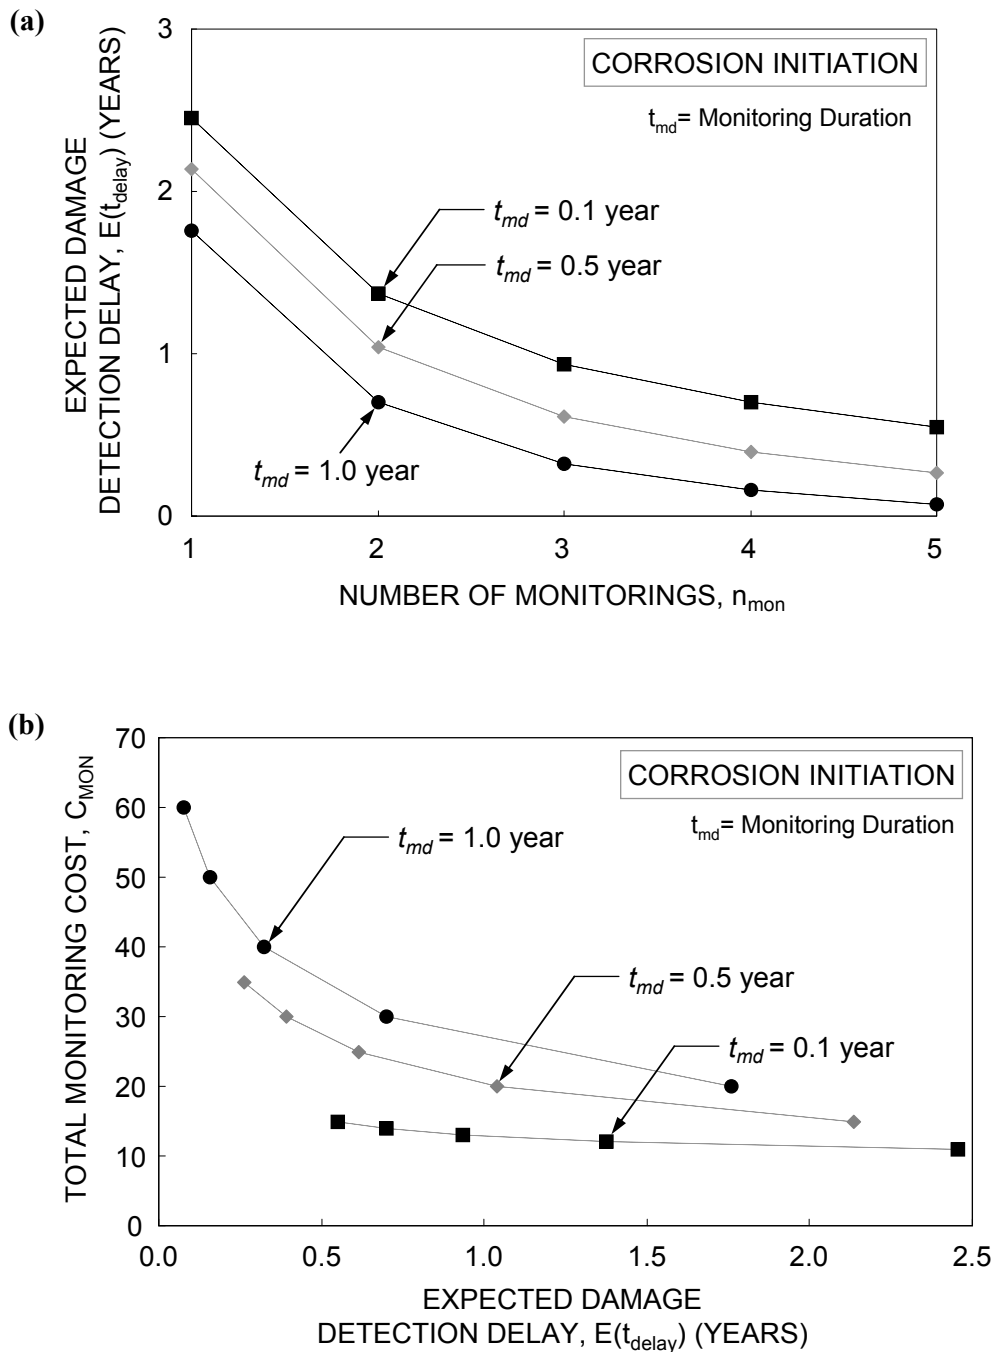 (a)
EXPECTED DAMAGE
DETECTION DELAY, E(t_delay) (YEARS)
3
2
1
0
CORROSION INITIATION
t_md= Monitoring Duration
t_md = 0.1 year
t_md = 0.5 year
t_md = 1.0 year
1 2 3 4 5
NUMBER OF MONITORINGS, n_mon
(b)
TOTAL MONITORING COST, C_MON
70
60
50
40
30
20
10
0
CORROSION INITIATION
t_md= Monitoring Duration
t_md = 1.0 year
t_md = 0.5 year
t_md = 0.1 year
0.0 0.5 1.0 1.5 2.0 2.5
EXPECTED DAMAGE
DETECTION DELAY, E(t_delay) (YEARS)